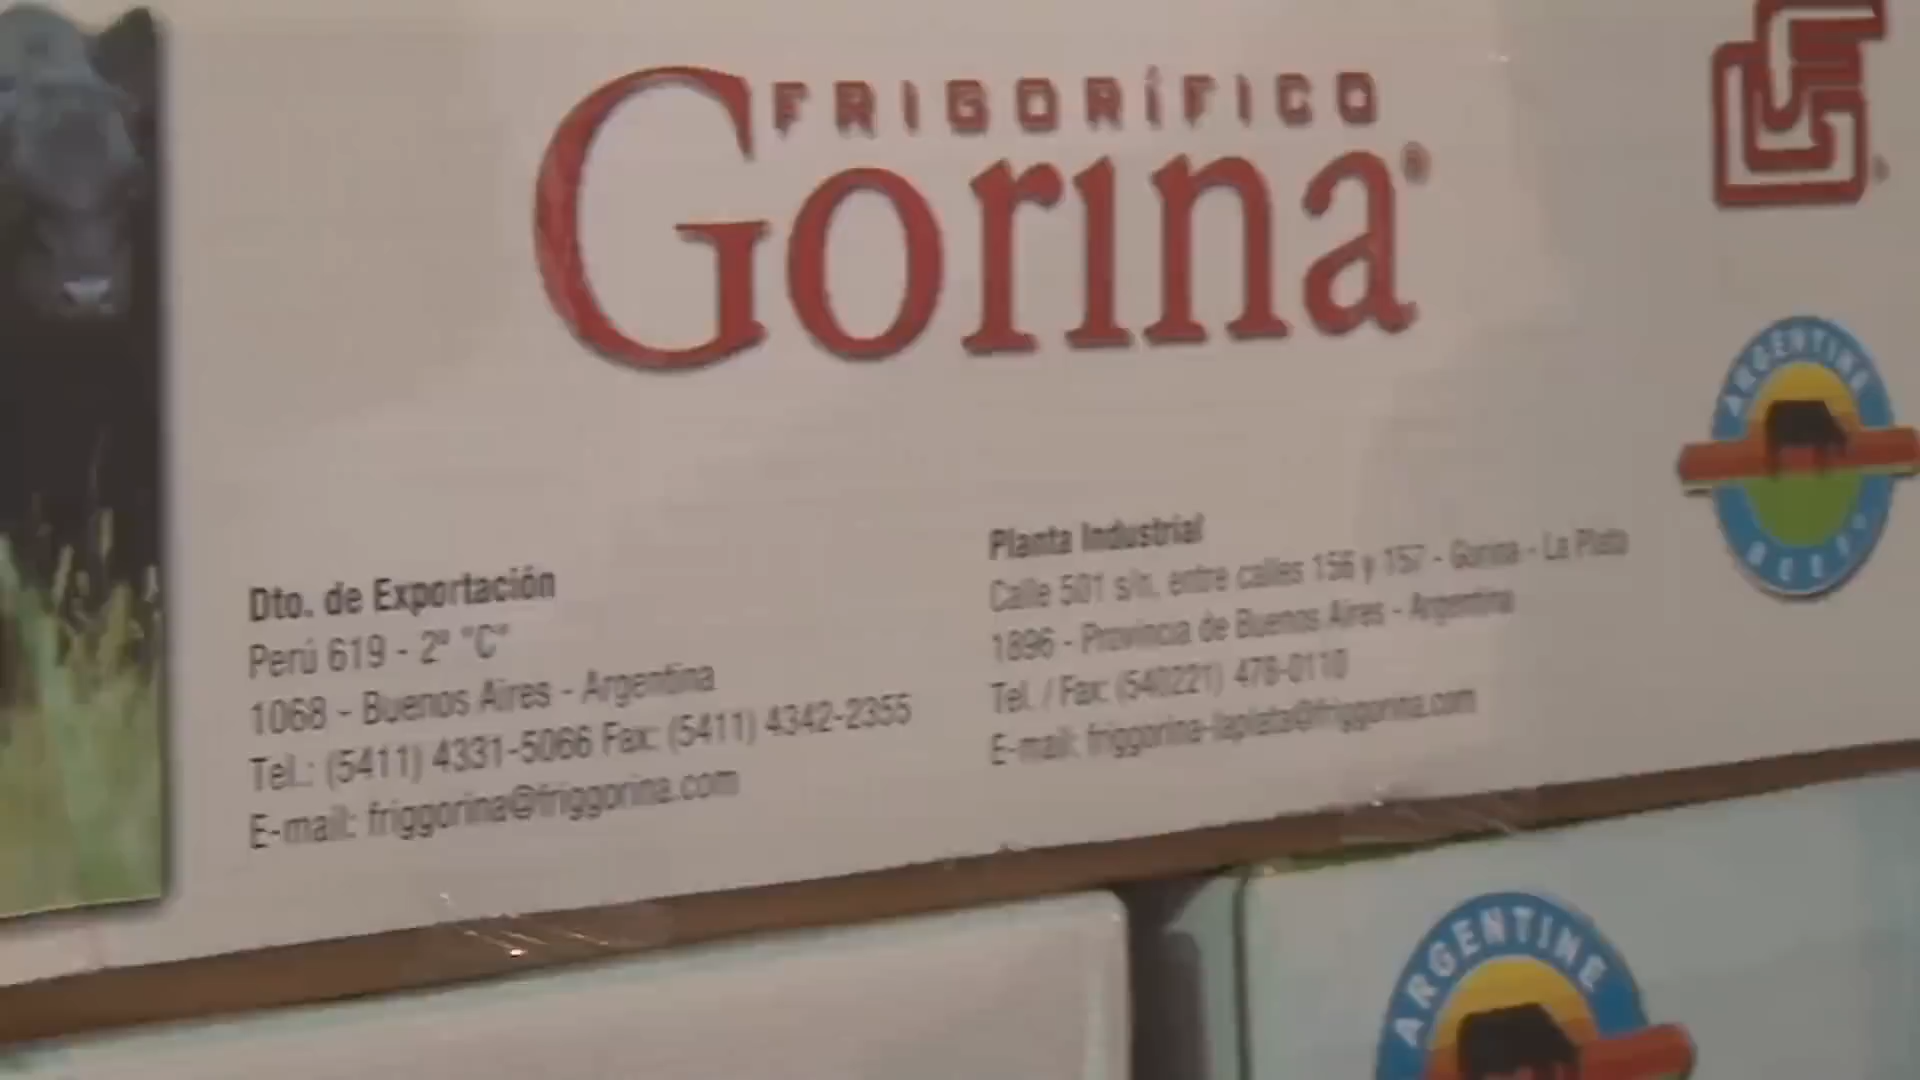 FRIGORÍFICO
Gorina®
ARGENTINE
BEEF
Dto. de Exportación
Perú 619 - 2º "C"
1068 - Buenos Aires - Argentina
Tel.: (5411) 4331-5066 Fax: (5411) 4342-2355
E-mail: friggorina@friggorina.com
Planta Industrial
Calle 501 s/n, entre calles 156 y 157 - Gorina - La Plata
1896 - Provincia de Buenos Aires - Argentina
Tel. / Fax: (540221) 478-0110
E-mail: friggorina-laplata@friggorina.com
ARGENTINE